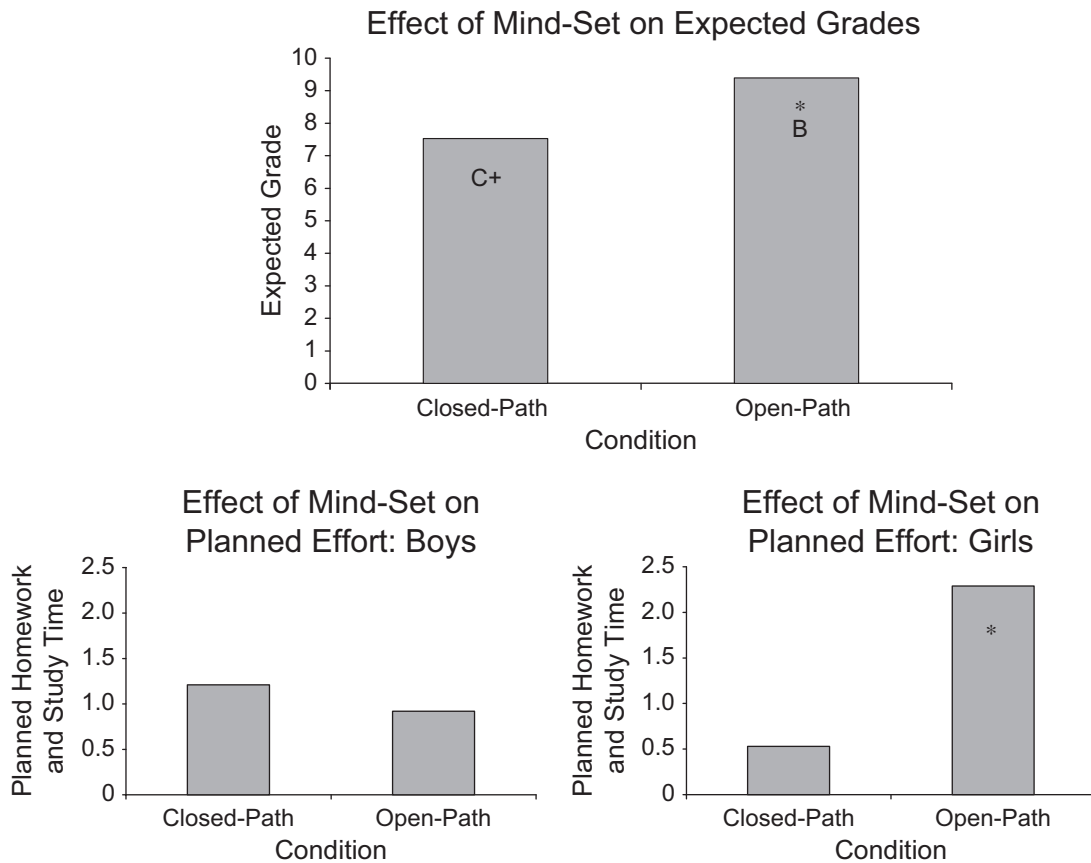 Effect of Mind-Set on Expected Grades
Expected Grade
10
9
8
7
6
5
4
3
2
1
0
C+
*
B
Closed-Path
Open-Path
Condition
Effect of Mind-Set on
Planned Effort: Boys
Planned Homework
and Study Time
2.5
2.0
1.5
1.0
0.5
0
Closed-Path
Open-Path
Condition
Effect of Mind-Set on
Planned Effort: Girls
Planned Homework
and Study Time
2.5
2.0
1.5
1.0
0.5
0
*
Closed-Path
Open-Path
Condition